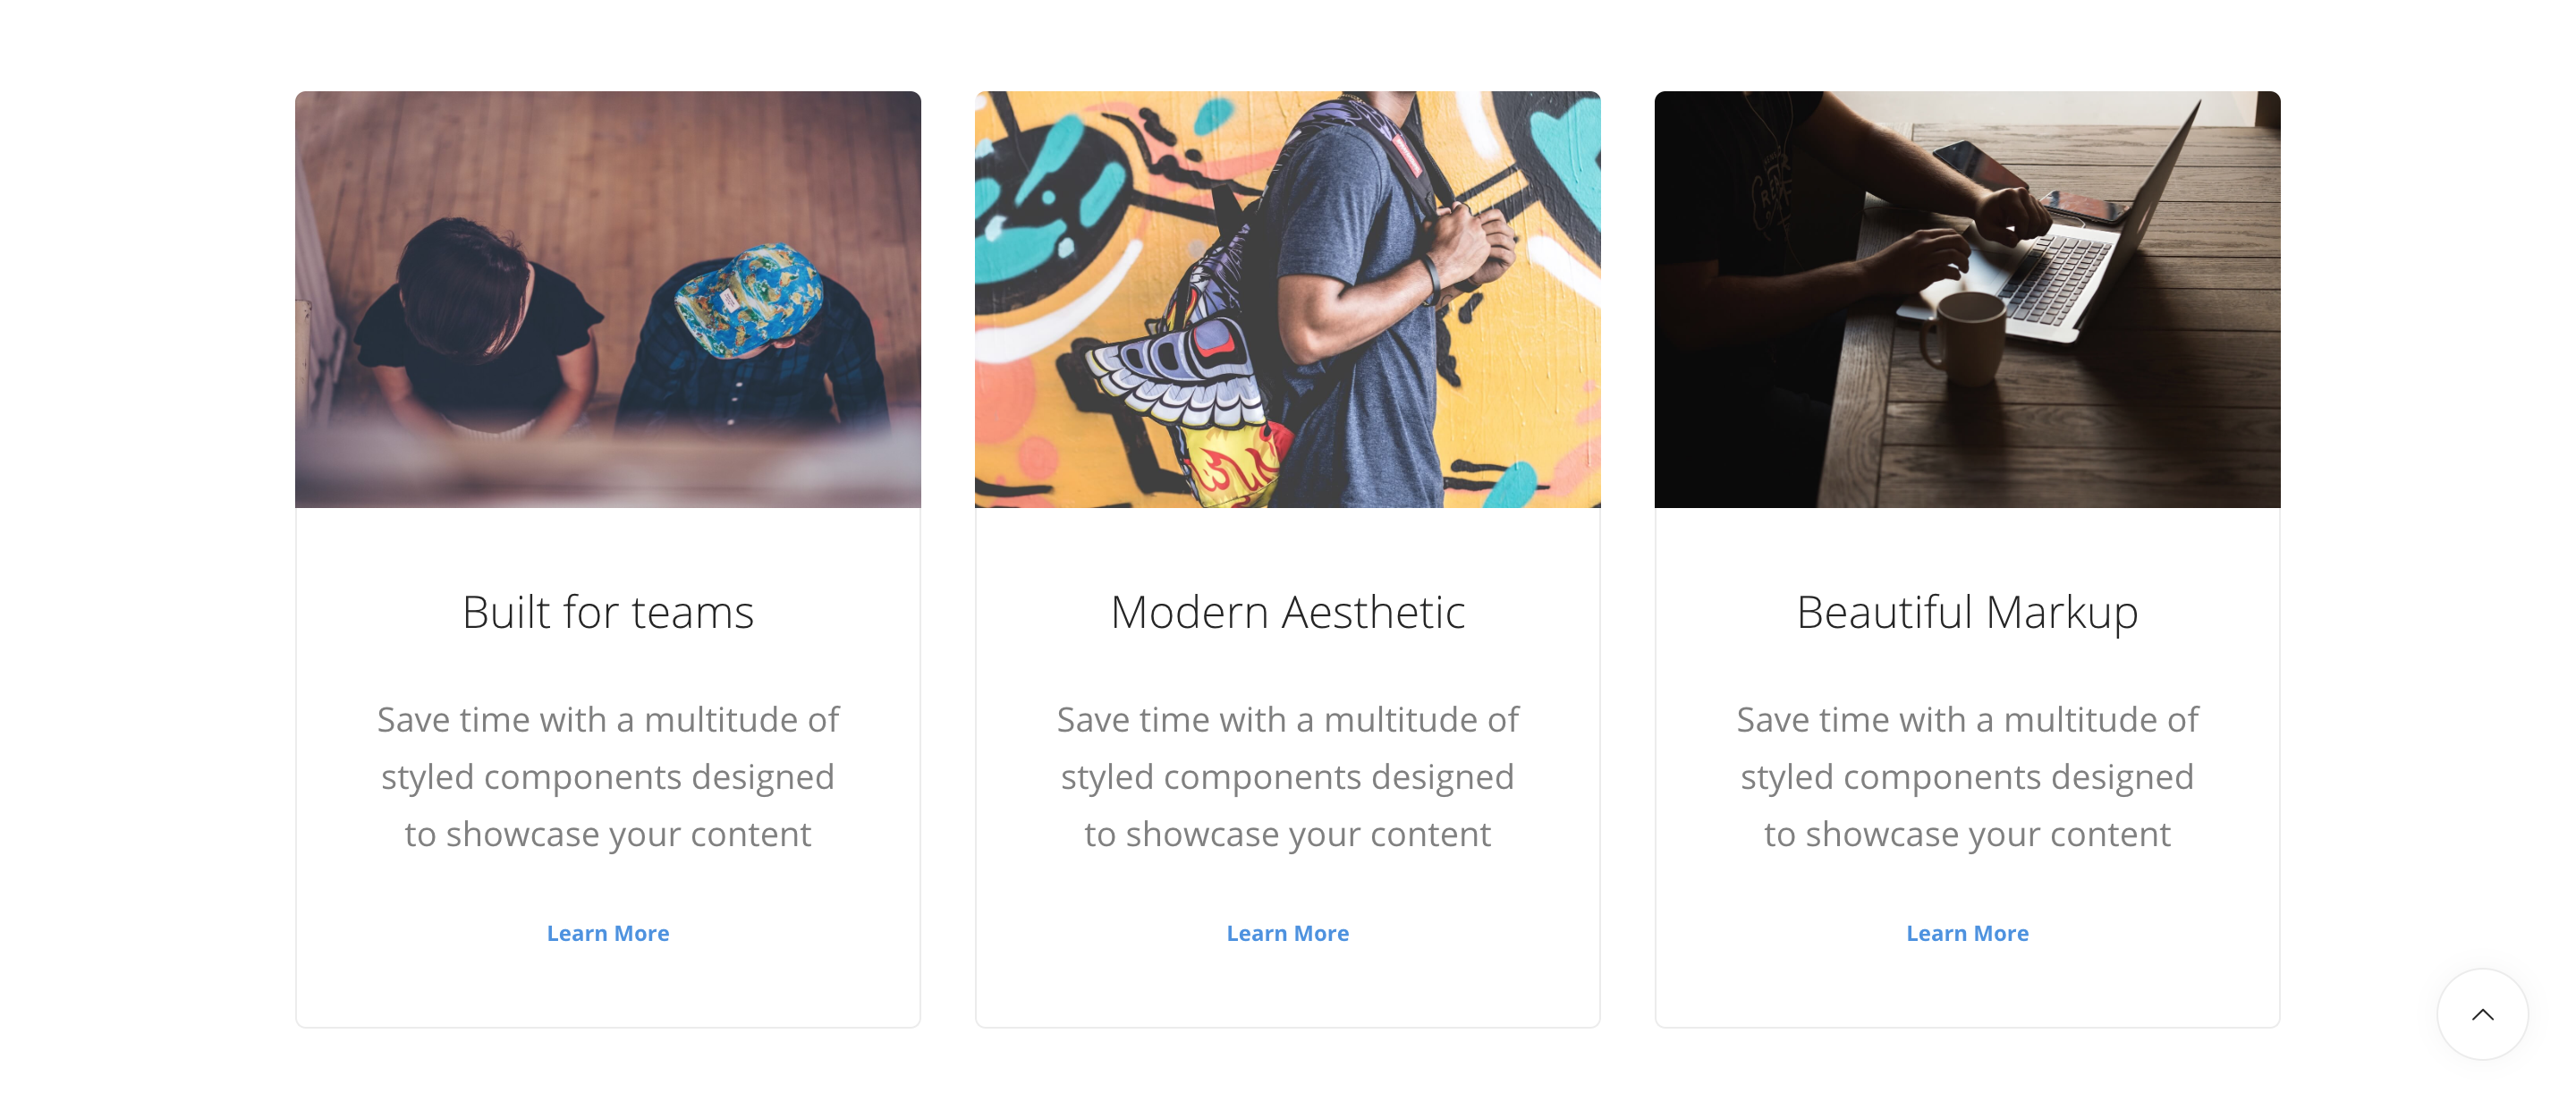 Built for teams
Save time with a multitude of
styled components designed
to showcase your content
Learn More
Modern Aesthetic
Save time with a multitude of
styled components designed
to showcase your content
Learn More
Beautiful Markup
Save time with a multitude of
styled components designed
to showcase your content
Learn More